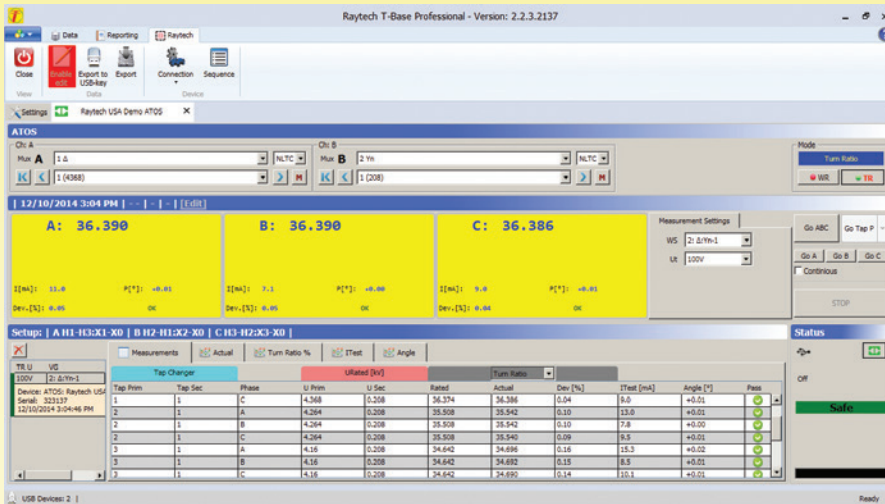 Raytech T-Base Professional - Version: 2.2.3.2137
Data Reporting Raytech
Close Enable edit Export to USB-key Export Connection Sequence
View Data Device
Settings Raytech USA Demo ATOS X
ATOS
Ch: A Ch: B Mode
Mux A 1 Δ NLTC Mux B 2 Yn NLTC Turn Ratio
1 (4368) M 1 (208) M WR TR
| 12/10/2014 3:04 PM | - - | - | - | [Edit]
A: 36.390 B: 36.390 C: 36.386
Measurement Settings
WS 2: Δ:Yn-1
Ut 100V
Go ABC Go Tap P
Go A Go B Go C
Continious
STOP
I[mA]: 11.0 P[°]: +0.01 I[mA]: 7.1 P[°]: +0.00 I[mA]: 9.0 P[°]: +0.01
Dev.[%]: 0.05 OK Dev.[%]: 0.05 OK Dev.[%]: 0.04 OK
Setup: | A H1-H3:X1-X0 | B H2-H1:X2-X0 | C H3-H2:X3-X0 | Status
Measurements Actual Turn Ratio % ITest Angle
TR U VG
100V 2: Δ:Yn-1
Device: ATOS: Raytech USA
Serial: 323137
12/10/2014 3:04:46 PM
Tap Changer URated [kV] Turn Ratio
Tap Prim Tap Sec Phase U Prim U Sec Rated Actual Dev [%] ITest [mA] Angle [°] Pass
1 1 C 4.368 0.208 36.374 36.386 0.04 9.0 +0.01
2 1 A 4.264 0.208 35.508 35.542 0.10 13.0 +0.01
2 1 B 4.264 0.208 35.508 35.542 0.10 7.8 +0.00
2 1 C 4.264 0.208 35.508 35.540 0.09 9.5 +0.01
3 1 A 4.16 0.208 34.642 34.696 0.16 15.3 +0.02
3 1 B 4.16 0.208 34.642 34.692 0.15 8.5 +0.01
3 1 C 4.16 0.208 34.642 34.690 0.14 10.1 +0.01
Off
Safe
USB Devices: 2 | Ready